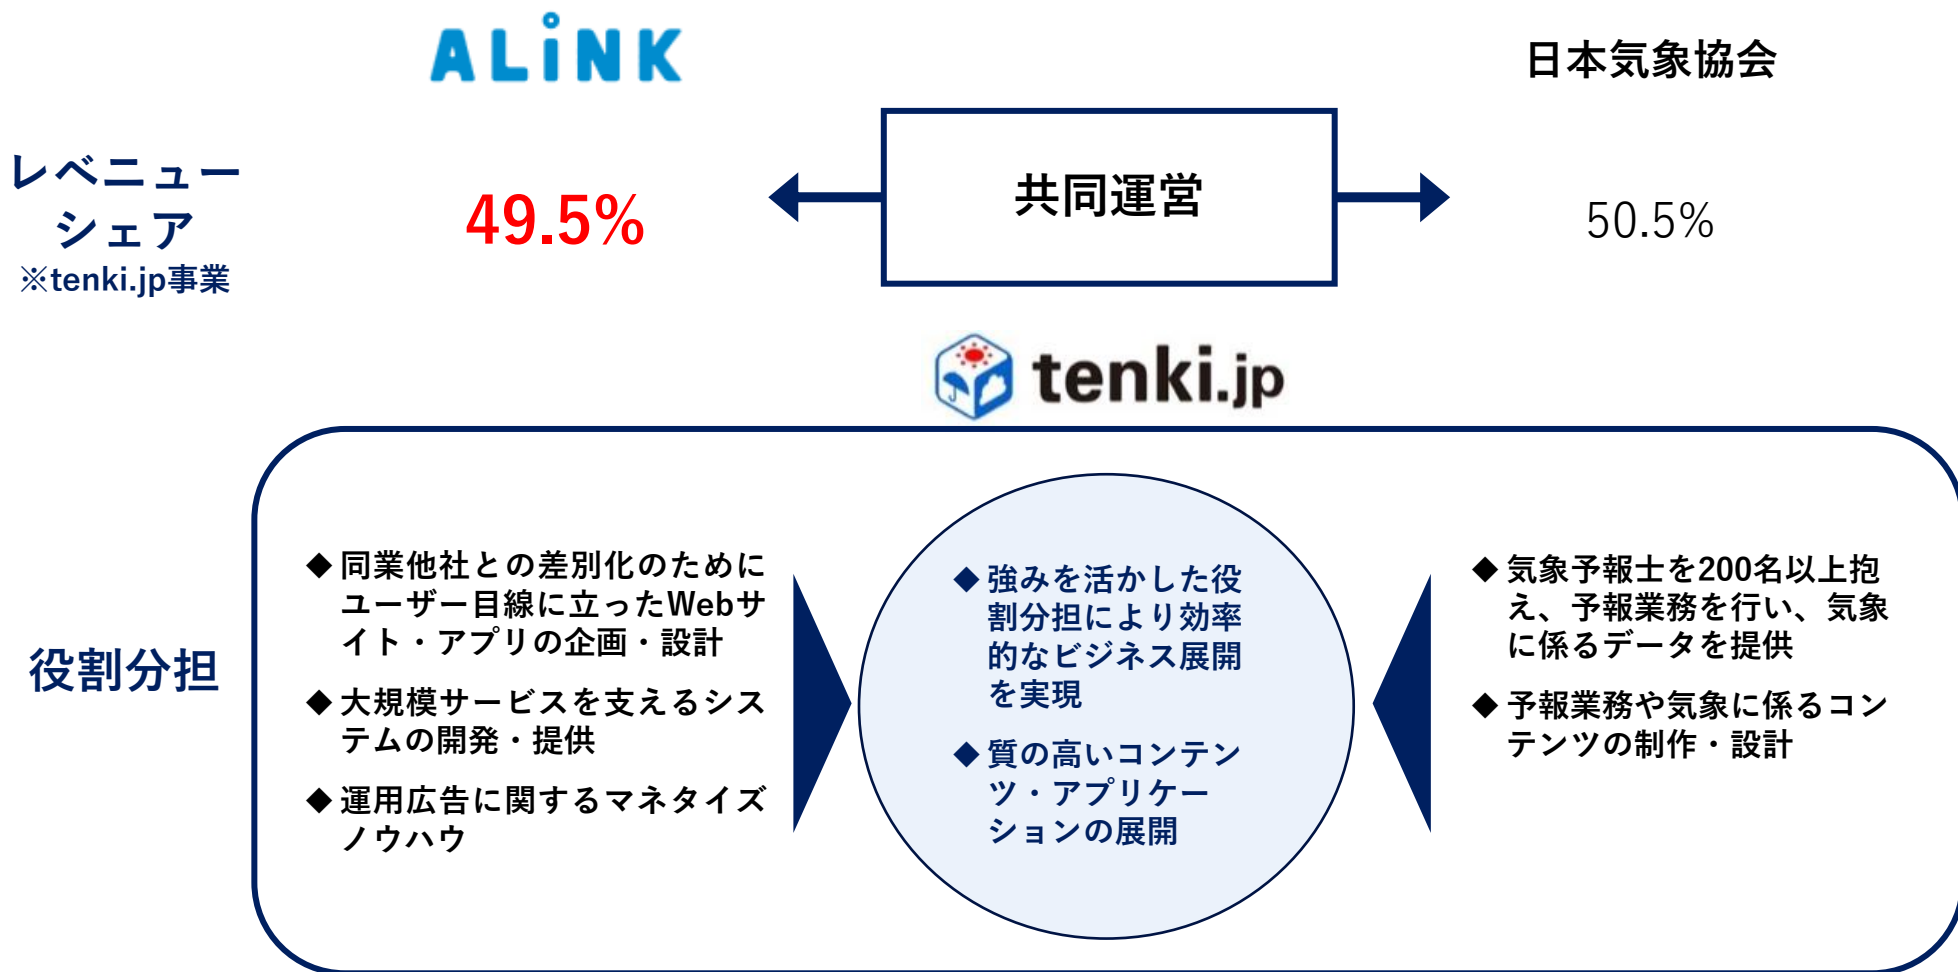 ALiNK
日本気象協会
レベニュー
シェア
※tenki.jp事業
49.5%
共同運営
50.5%
tenki.jp
役割分担
◆同業他社との差別化のために
ユーザー目線に立ったWebサ
イト・アプリの企画・設計
◆大規模サービスを支えるシス
テムの開発・提供
◆運用広告に関するマネタイズ
ノウハウ
◆強みを活かした役
割分担により効率
的なビジネス展開
を実現
◆質の高いコンテン
ツ・アプリケー
ションの展開
◆気象予報士を200名以上抱
え、予報業務を行い、気象
に係るデータを提供
◆予報業務や気象に係るコン
テンツの制作・設計